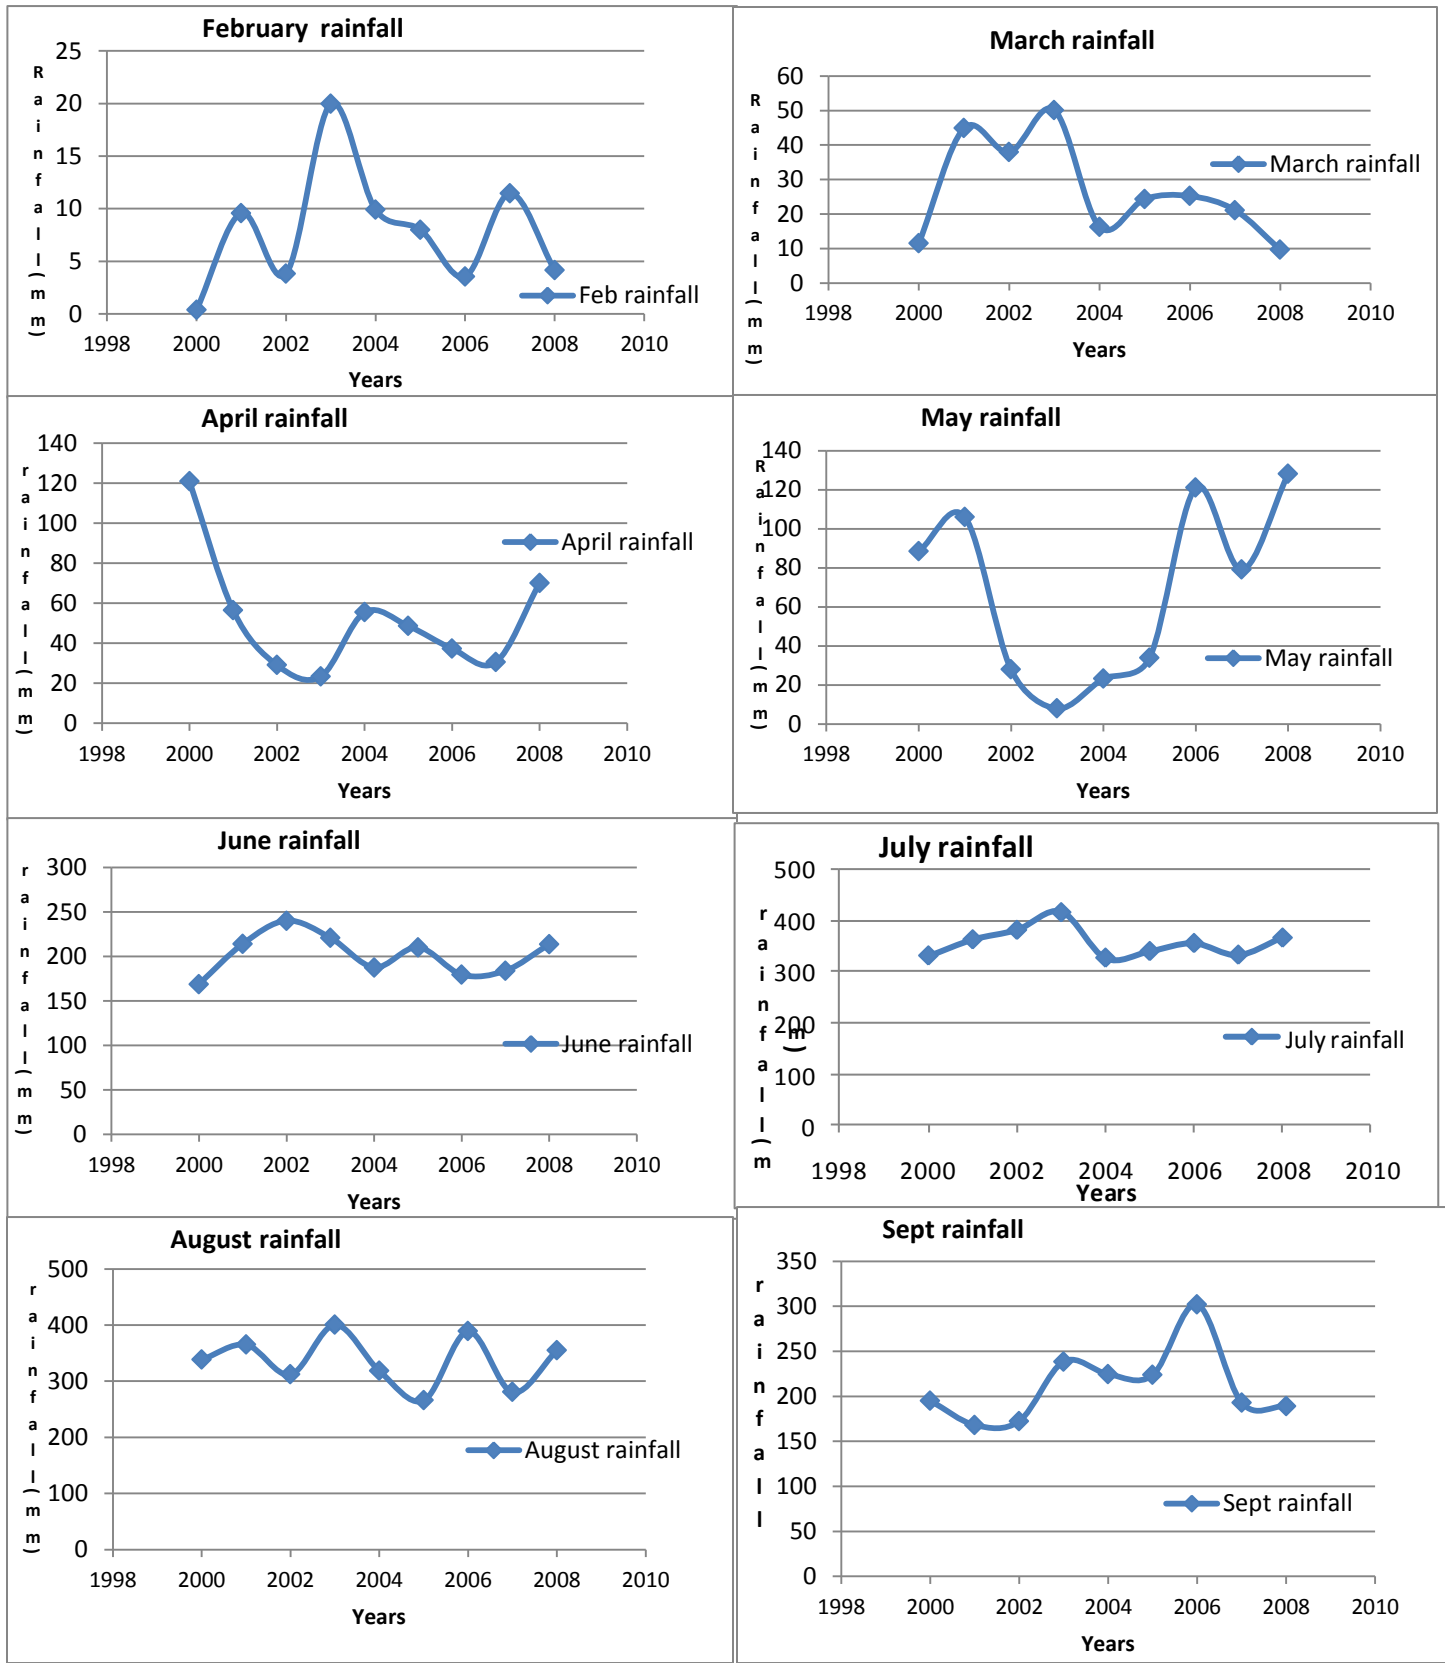 February  rainfall
Rainfall(mm)
25
20
15
10
5
0
Feb rainfall
1998 2000 2002 2004 2006 2008 2010
Years
March rainfall
Rainfall(mm)
60
50
40
30
20
10
0
March rainfall
1998 2000 2002 2004 2006 2008 2010
Years
April rainfall
rainfall(mm)
140
120
100
80
60
40
20
0
April rainfall
1998 2000 2002 2004 2006 2008 2010
Years
May rainfall
Rainfall(mm)
140
120
100
80
60
40
20
0
May rainfall
1998 2000 2002 2004 2006 2008 2010
Years
June rainfall
rainfall(mm)
300
250
200
150
100
50
0
June rainfall
1998 2000 2002 2004 2006 2008 2010
Years
July rainfall
rainfall(m
m)
500
400
300
200
100
0
July rainfall
1998 2000 2002 2004 2006 2008 2010
Years
August rainfall
rainfall(mm)
500
400
300
200
100
0
August rainfall
1998 2000 2002 2004 2006 2008 2010
Years
Sept rainfall
rainfall
350
300
250
200
150
100
50
0
Sept rainfall
1998 2000 2002 2004 2006 2008 2010
Years